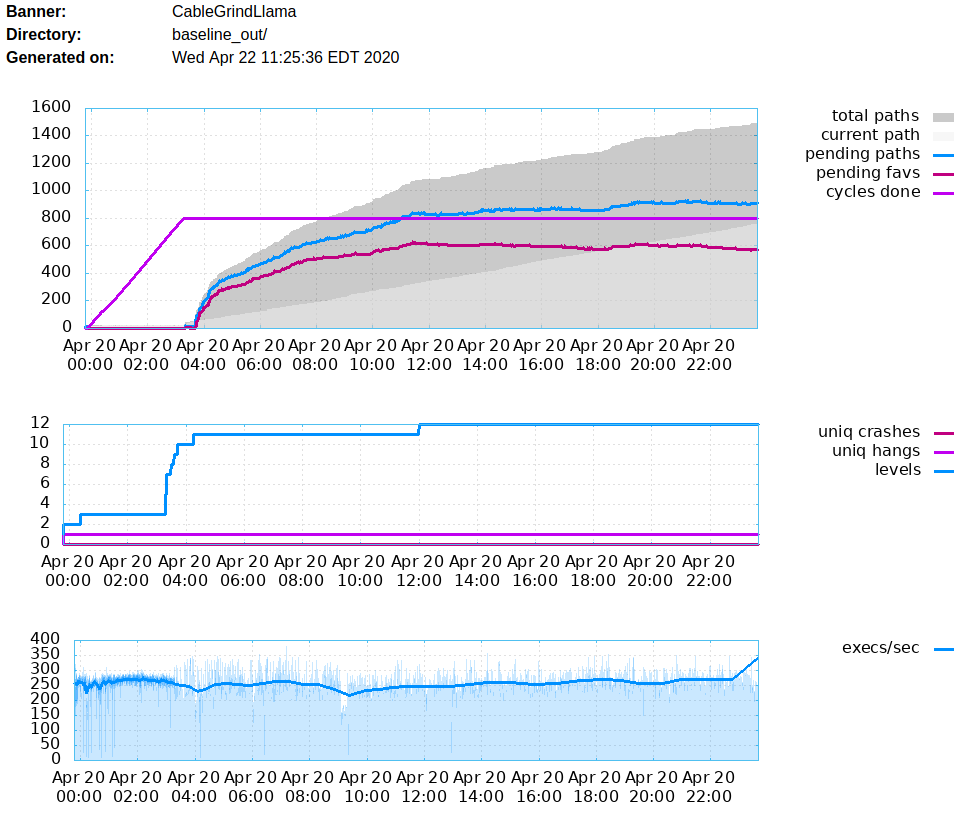 Banner: CableGrindLlama
Directory: baseline_out/
Generated on: Wed Apr 22 11:25:36 EDT 2020
1600
1400
1200
1000
800
600
400
200
0
Apr 20 Apr 20 Apr 20 Apr 20 Apr 20 Apr 20 Apr 20 Apr 20 Apr 20 Apr 20 Apr 20 Apr 20
00:00 02:00 04:00 06:00 08:00 10:00 12:00 14:00 16:00 18:00 20:00 22:00
total paths
current path
pending paths
pending favs
cycles done
12
10
8
6
4
2
0
Apr 20 Apr 20 Apr 20 Apr 20 Apr 20 Apr 20 Apr 20 Apr 20 Apr 20 Apr 20 Apr 20 Apr 20
00:00 02:00 04:00 06:00 08:00 10:00 12:00 14:00 16:00 18:00 20:00 22:00
uniq crashes
uniq hangs
levels
400
350
300
250
200
150
100
50
0
Apr 20 Apr 20 Apr 20 Apr 20 Apr 20 Apr 20 Apr 20 Apr 20 Apr 20 Apr 20 Apr 20 Apr 20
00:00 02:00 04:00 06:00 08:00 10:00 12:00 14:00 16:00 18:00 20:00 22:00
execs/sec